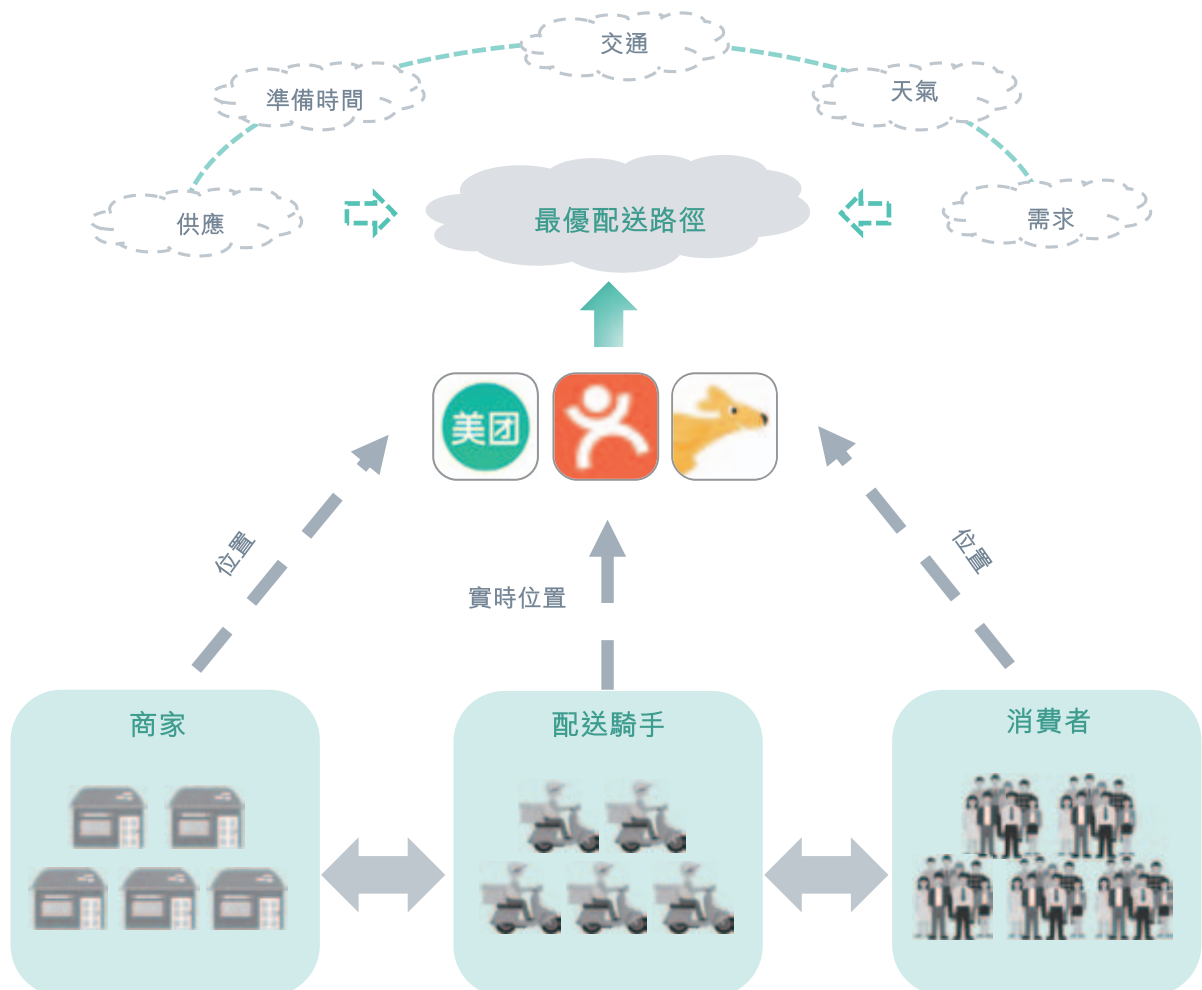 交通
準備時間
天氣
供應
最優配送路徑
需求
美团
位置
實時位置
位置
商家
配送騎手
消費者